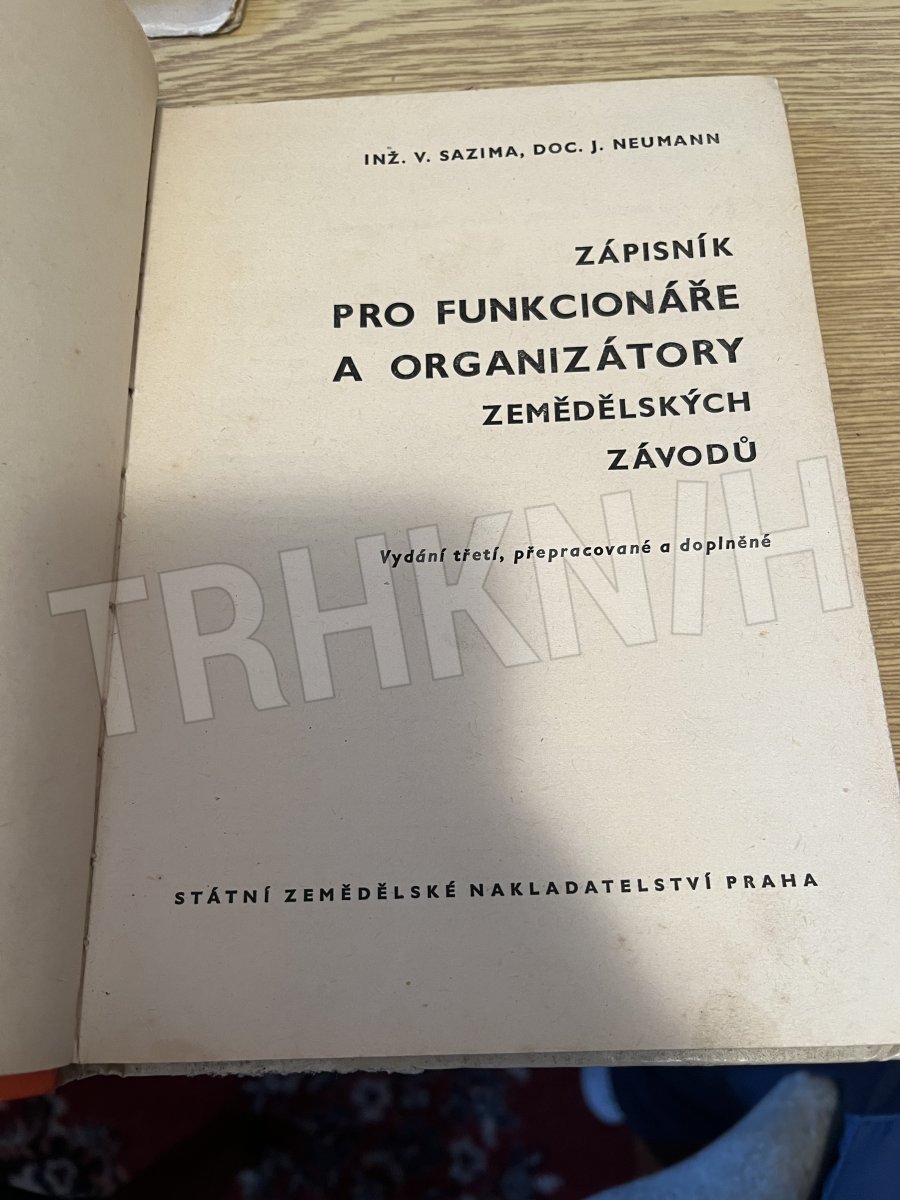 INŽ. V. SAZIMA, DOC. J. NEUMANN
ZÁPISNÍK
PRO FUNKCIONÁŘE
A ORGANIZÁTORY
ZEMĚDĚLSKÝCH
ZÁVODŮ
Vydání třetí, přepracované a doplněné
TRHKNIH
STÁTNÍ ZEMĚDĚLSKÉ NAKLADATELSTVÍ PRAHA